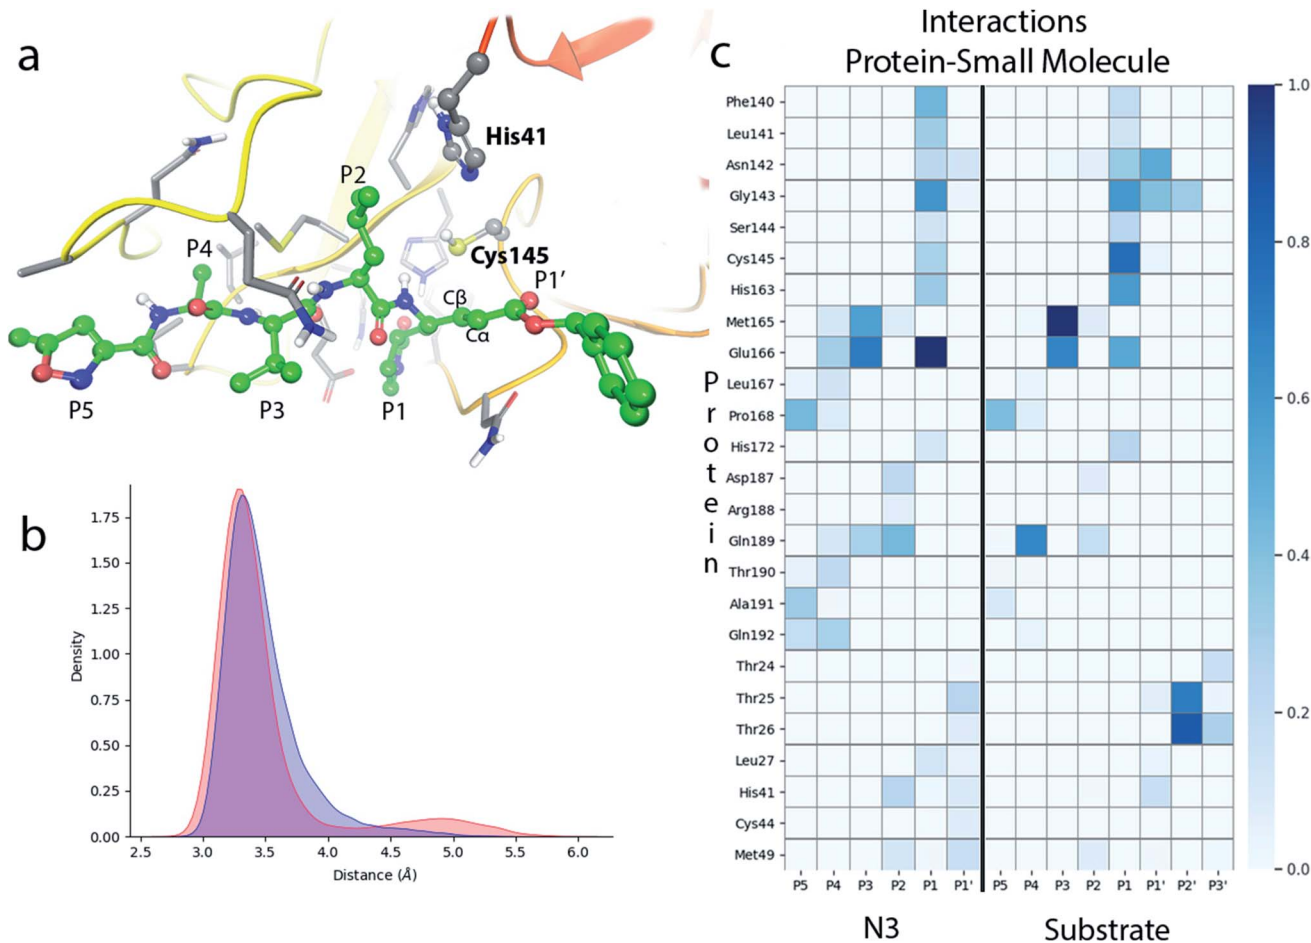 a
His41
P2
Cys145
P4
P1'
Cβ
Cα
P5
P3
P1
b
1.75
1.50
1.25
1.00
0.75
0.50
0.25
0.00
Density
2.5 3.0 3.5 4.0 4.5 5.0 5.5 6.0
Distance (Å)
c
Interactions
Protein-Small Molecule
Protein
Phe140
Leu141
Asn142
Gly143
Ser144
Cys145
His163
Met165
Glu166
Leu167
Pro168
His172
Asp187
Arg188
Gln189
Thr190
Ala191
Gln192
Thr24
Thr25
Thr26
Leu27
His41
Cys44
Met49
P5 P4 P3 P2 P1 P1' P5 P4 P3 P2 P1 P1' P2' P3'
N3 Substrate
1.0
0.8
0.6
0.4
0.2
0.0